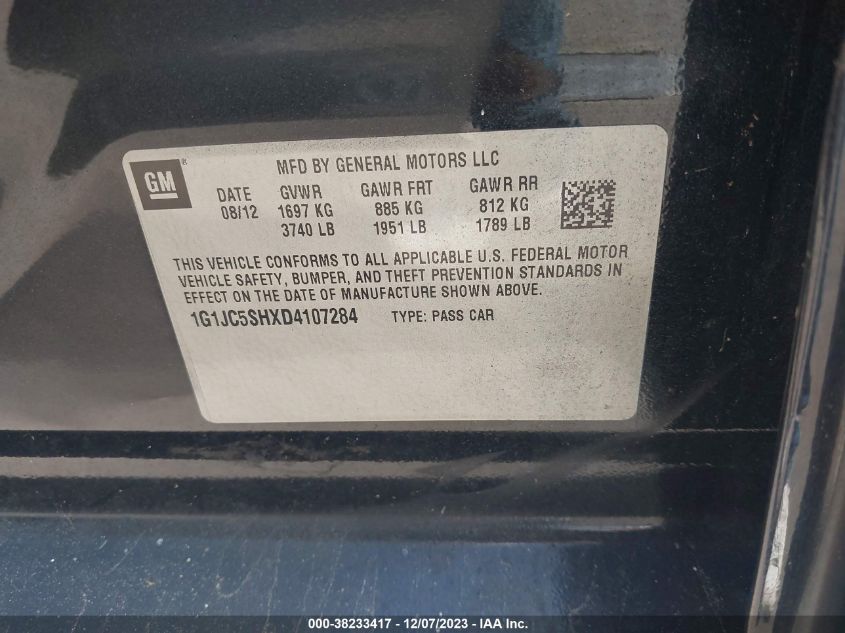 GM ®
MFD BY GENERAL MOTORS LLC
DATE GVWR GAWR FRT GAWR RR
08/12 1697 KG 885 KG 812 KG
3740 LB 1951 LB 1789 LB
THIS VEHICLE CONFORMS TO ALL APPLICABLE U.S. FEDERAL MOTOR
VEHICLE SAFETY, BUMPER, AND THEFT PREVENTION STANDARDS IN
EFFECT ON THE DATE OF MANUFACTURE SHOWN ABOVE.
1G1JC5SHXD4107284 TYPE: PASS CAR
000-38233417 - 12/07/2023 - IAA Inc.